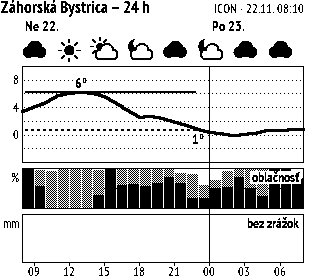 Záhorská Bystrica – 24 h
ICON - 22.11. 08:10
Ne 22.
Po 23.
8
6°
4
1°
0
%
oblačnosť
mm
bez zrážok
09 12 15 18 21 00 03 06